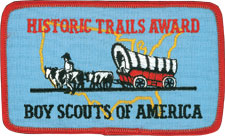 HISTORIC TRAILS AWARD
BOY SCOUTS OF AMERICA